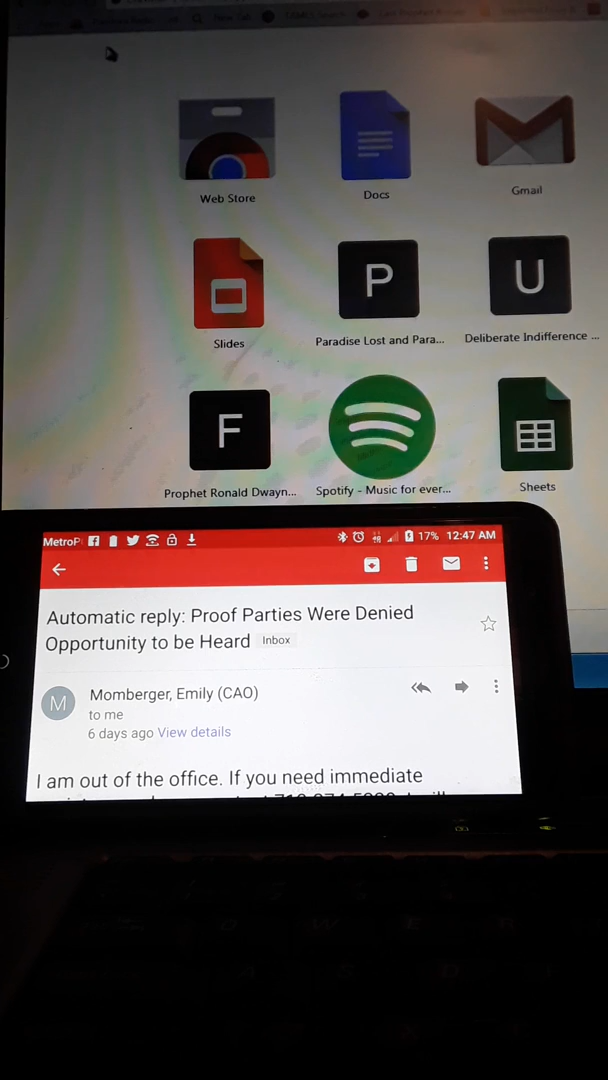 New Tab
Web Store
Docs
Gmail
P
U
Slides
Paradise Lost and Para...
Deliberate Indifference ...
F
Prophet Ronald Dwayn...
Spotify - Music for ever...
Sheets
MetroP
17% 12:47 AM
Automatic reply: Proof Parties Were Denied
Opportunity to be Heard Inbox
M
Momberger, Emily (CAO)
to me
6 days ago View details
I am out of the office. If you need immediate